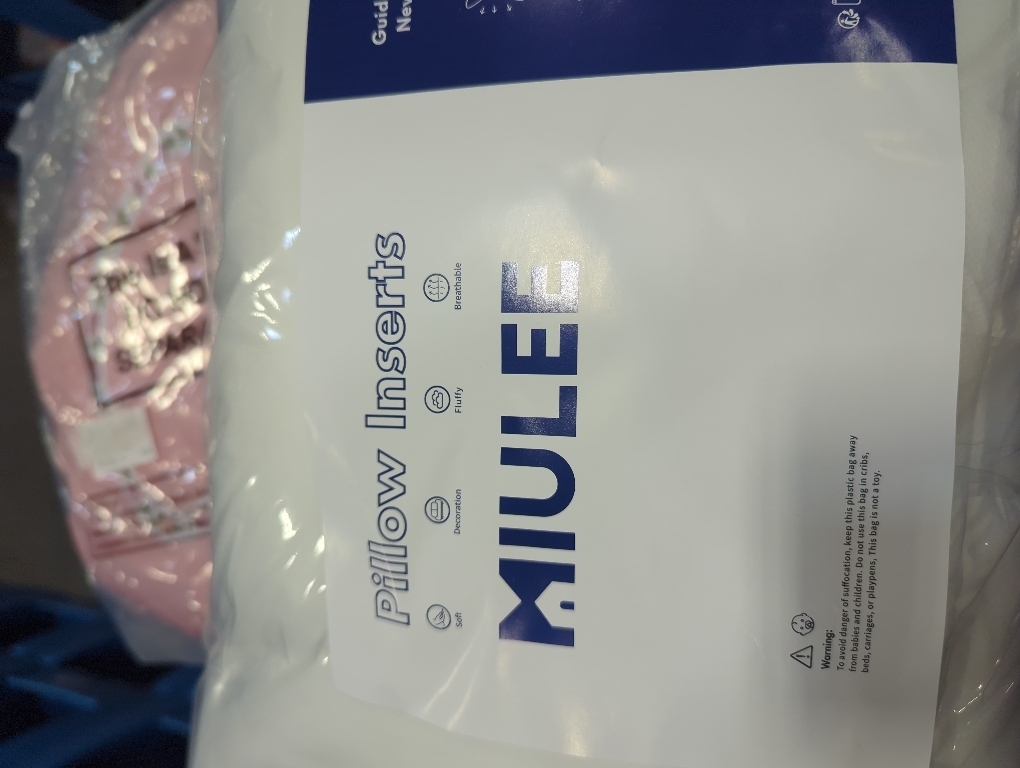 Pillow Inserts
Soft
Decoration
Fluffy
Breathable
MIULEE
Warning:
To avoid danger of suffocation, keep this plastic bag away
from babies and children. Do not use this bag in cribs,
beds, carriages, or playpens, This bag is not a toy.